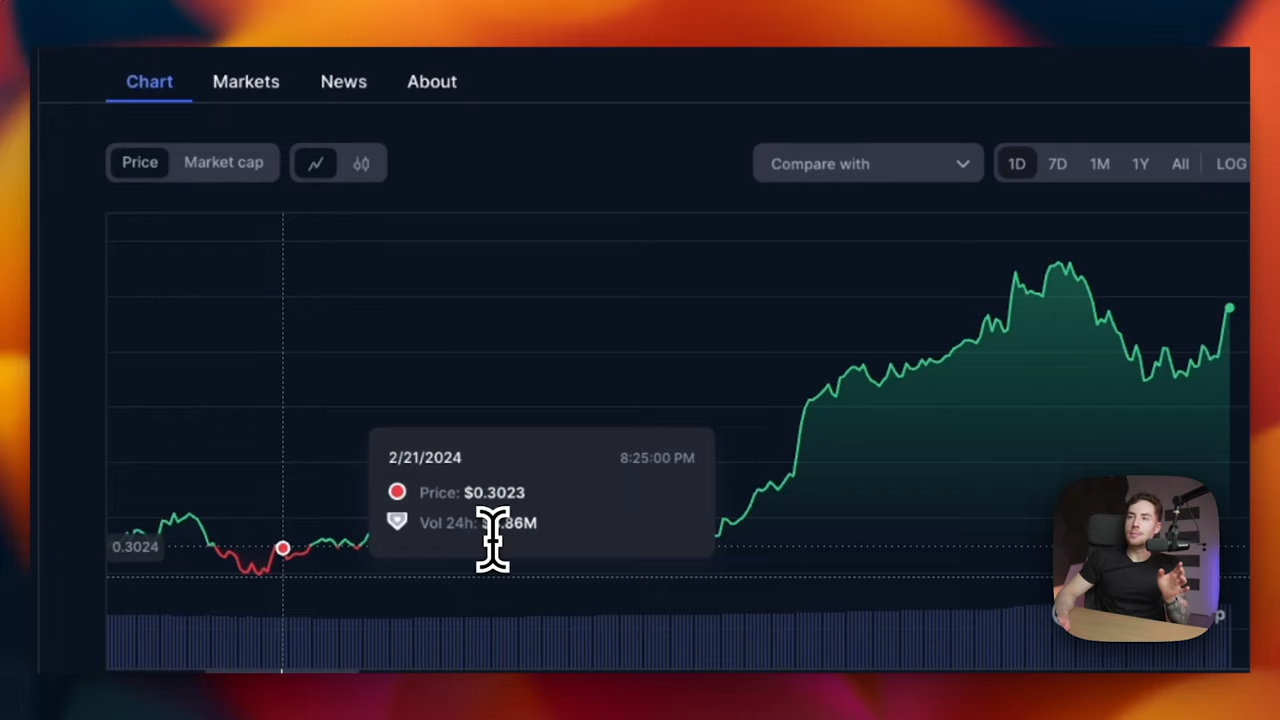 Chart Markets News About
Price Market cap Compare with 1D 7D 1M 1Y All LOG
2/21/2024 8:25:00 PM
Price: $0.3023
Vol 24h: .86M
0.3024
p